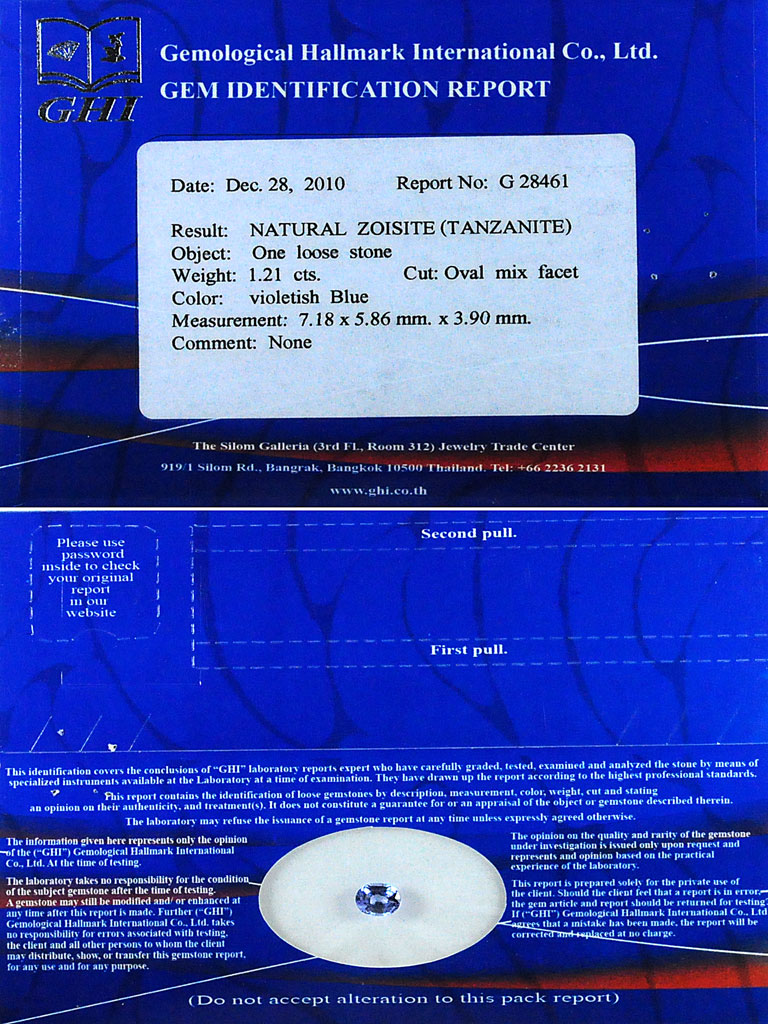 GHI
Gemological Hallmark International Co., Ltd.
GEM IDENTIFICATION REPORT
Date: Dec. 28, 2010 Report No: G 28461
Result: NATURAL ZOISITE (TANZANITE)
Object: One loose stone
Weight: 1.21 cts. Cut: Oval mix facet
Color: violetish Blue
Measurement: 7.18 x 5.86 mm. x 3.90 mm.
Comment: None
The Silom Galleria (3rd Fl., Room 312) Jewelry Trade Center
919/1 Silom Rd., Bangrak, Bangkok 10500 Thailand. Tel: +66 2236 2131
www.ghi.co.th
Please use
password
inside to check
your original
report
in our
website
Second pull.
First pull.
This identification covers the conclusions of “GHI” laboratory reports expert who have carefully graded, tested, examined and analyzed the stone by means of
specialized instruments available at the Laboratory at a time of examination. They have drawn up the report according to the highest professional standards.
This report contains the identification of loose gemstones by description, measurement, color, weight, cut and stating
an opinion on their authenticity, and treatment(s). It does not constitute a guarantee for or an appraisal of the object or gemstone described therein.
The laboratory may refuse the issuance of a gemstone report at any time unless expressly agreed otherwise.
The information given here represents only the opinion
of the (“GHI”) Gemological Hallmark International
Co., Ltd. At the time of testing.
The laboratory takes no responsibility for the condition
of the subject gemstone after the time of testing.
A gemstone may still be modified and/ or enhanced at
any time after this report is made. Further (“GHI”)
Gemological Hallmark International Co., Ltd. takes
no responsibility for errors associated with testing,
the client and all other persons to whom the client
may distribute, show, or transfer this gemstone report,
for any use and for any purpose.
The opinion on the quality and rarity of the gemstone
under investigation is issued only upon request and
represents and opinion based on the practical
experience of the laboratory.
This report is prepared solely for the private use of
the client. Should the client feel that a report is in error,
the gem article and report should be returned for testing
If (“GHI”) Gemological Hallmark International Co., Ltd
agrees that a mistake has been made, the report will be
corrected and replaced at no charge.
(Do not accept alteration to this pack report)